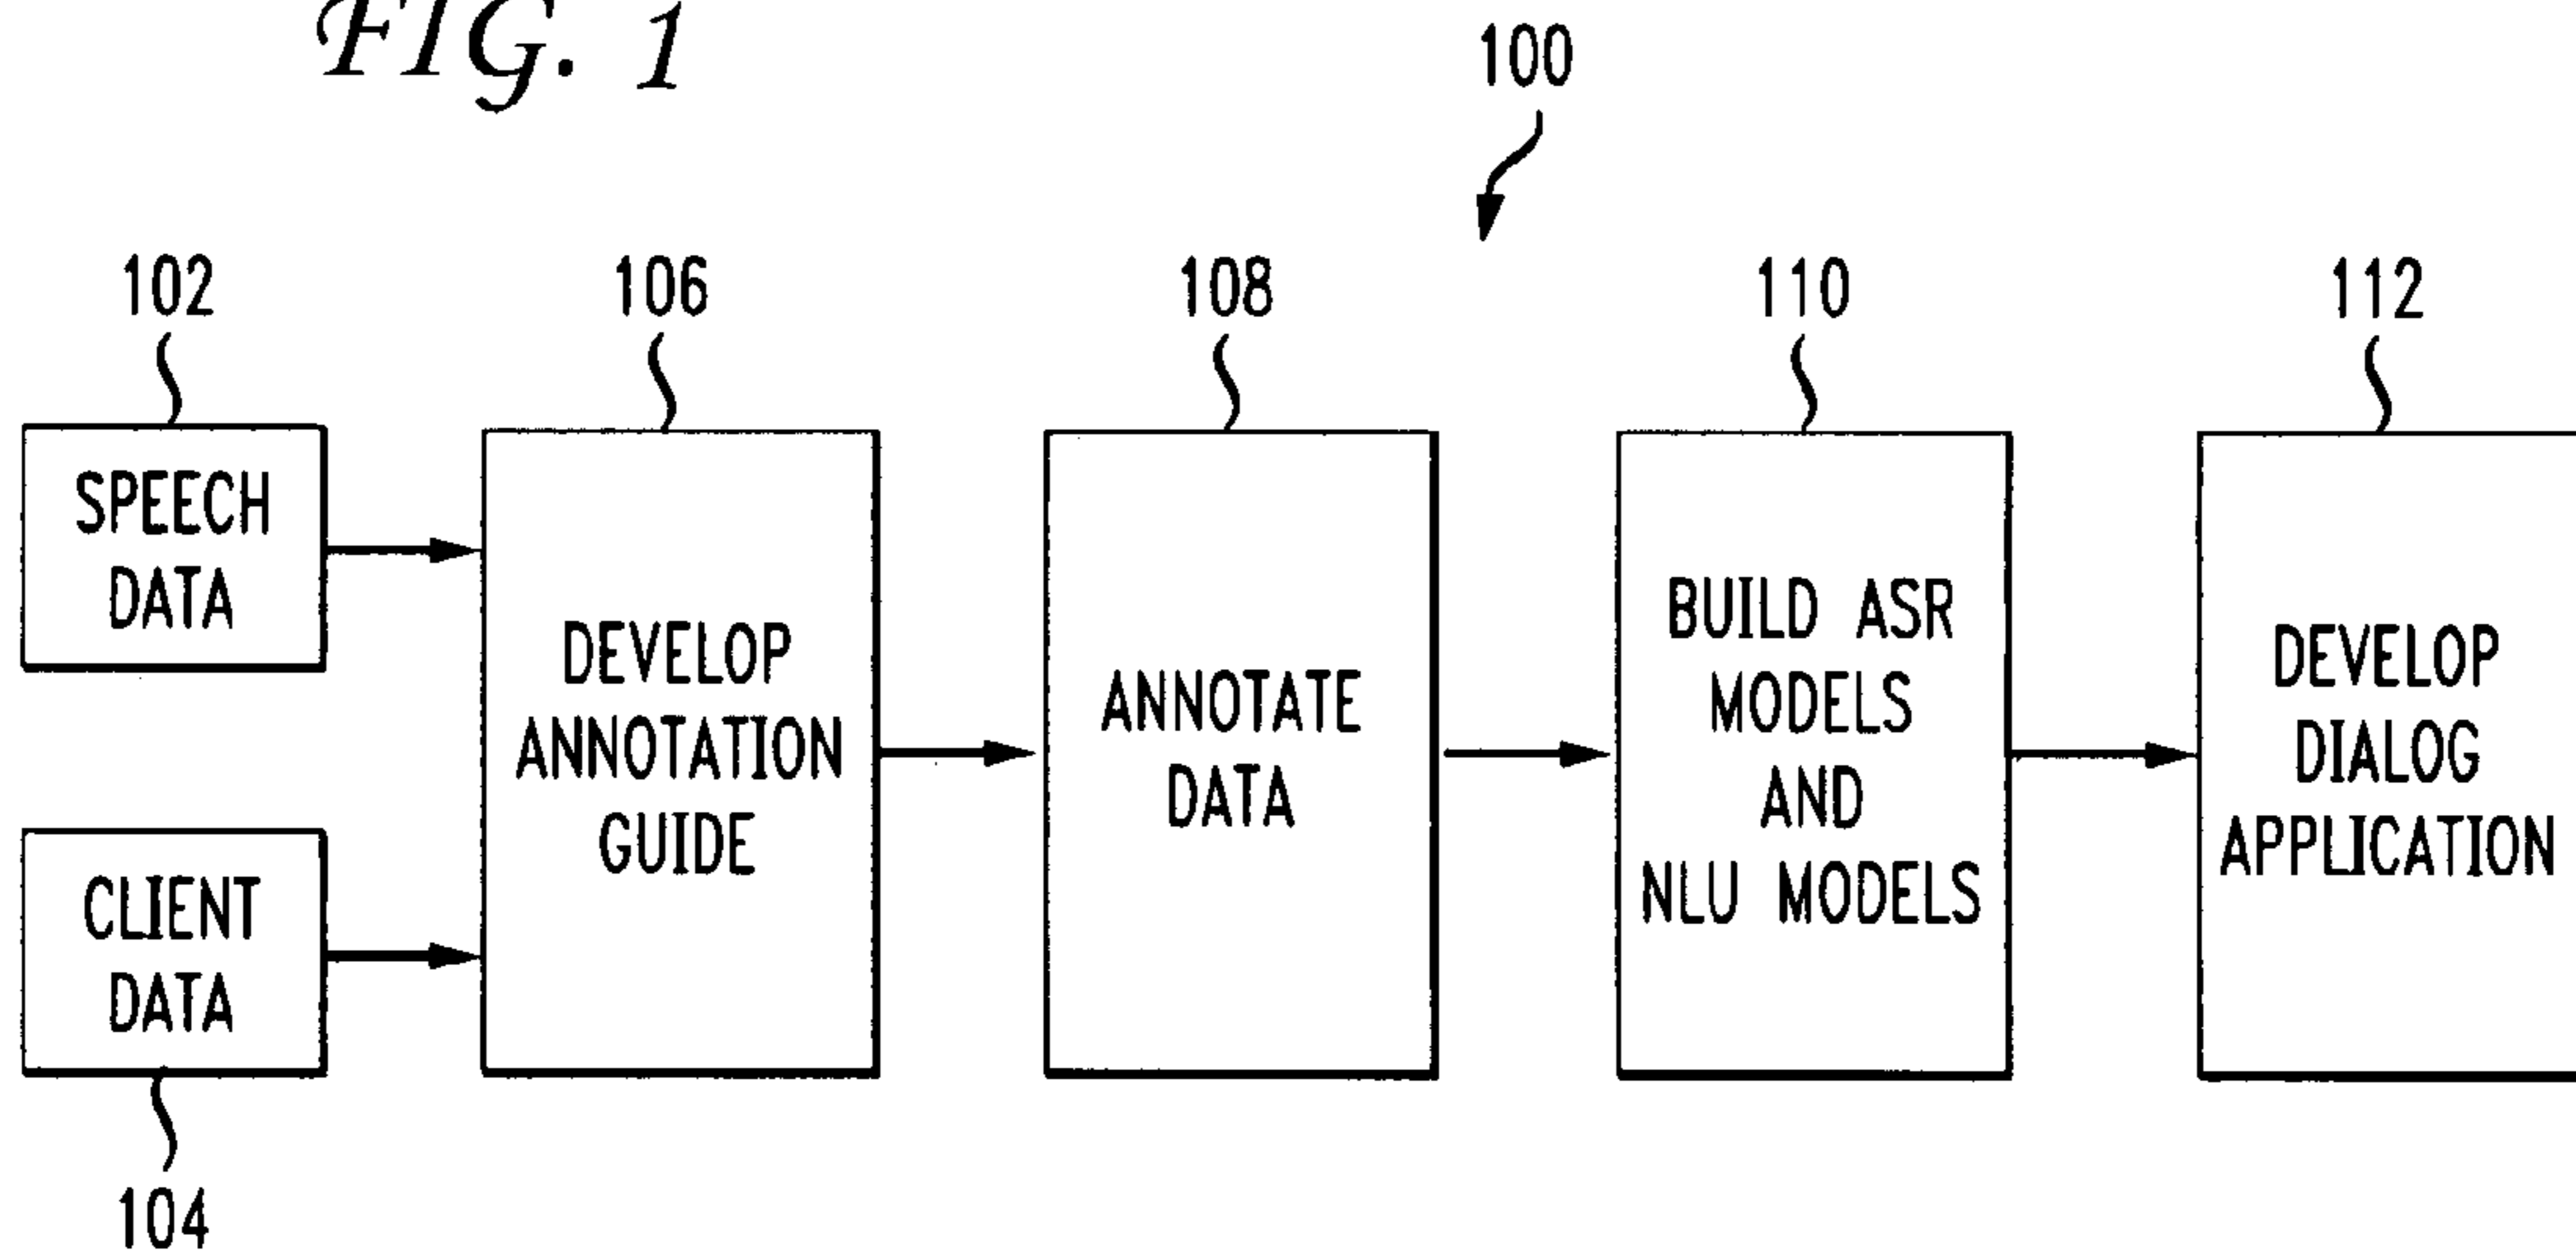 FIG. 1
100
102
106
108
110
112
SPEECH
DATA
DEVELOP
ANNOTATION
GUIDE
ANNOTATE
DATA
BUILD ASR
MODELS
AND
NLU MODELS
DEVELOP
DIALOG
APPLICATION
CLIENT
DATA
104